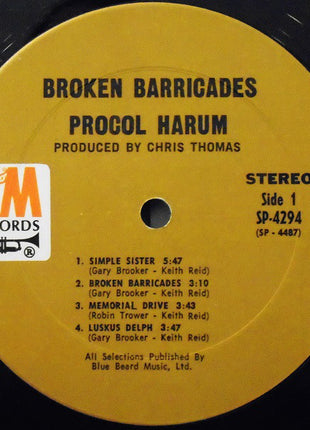 BROKEN BARRICADES
PROCOL HARUM
PRODUCED BY CHRIS THOMAS
M
CORDS
®
STEREO
Side 1
SP-4294
(SP - 4487)
1. SIMPLE SISTER 5:47
(Gary Brooker - Keith Reid)
2. BROKEN BARRICADES 3:10
(Gary Brooker - Keith Reid)
3. MEMORIAL DRIVE 3:43
(Robin Trower - Keith Reid)
4. LUSKUS DELPH 3:47
(Gary Brooker - Keith Reid)
All Selections Published By
Blue Beard Music, Ltd.